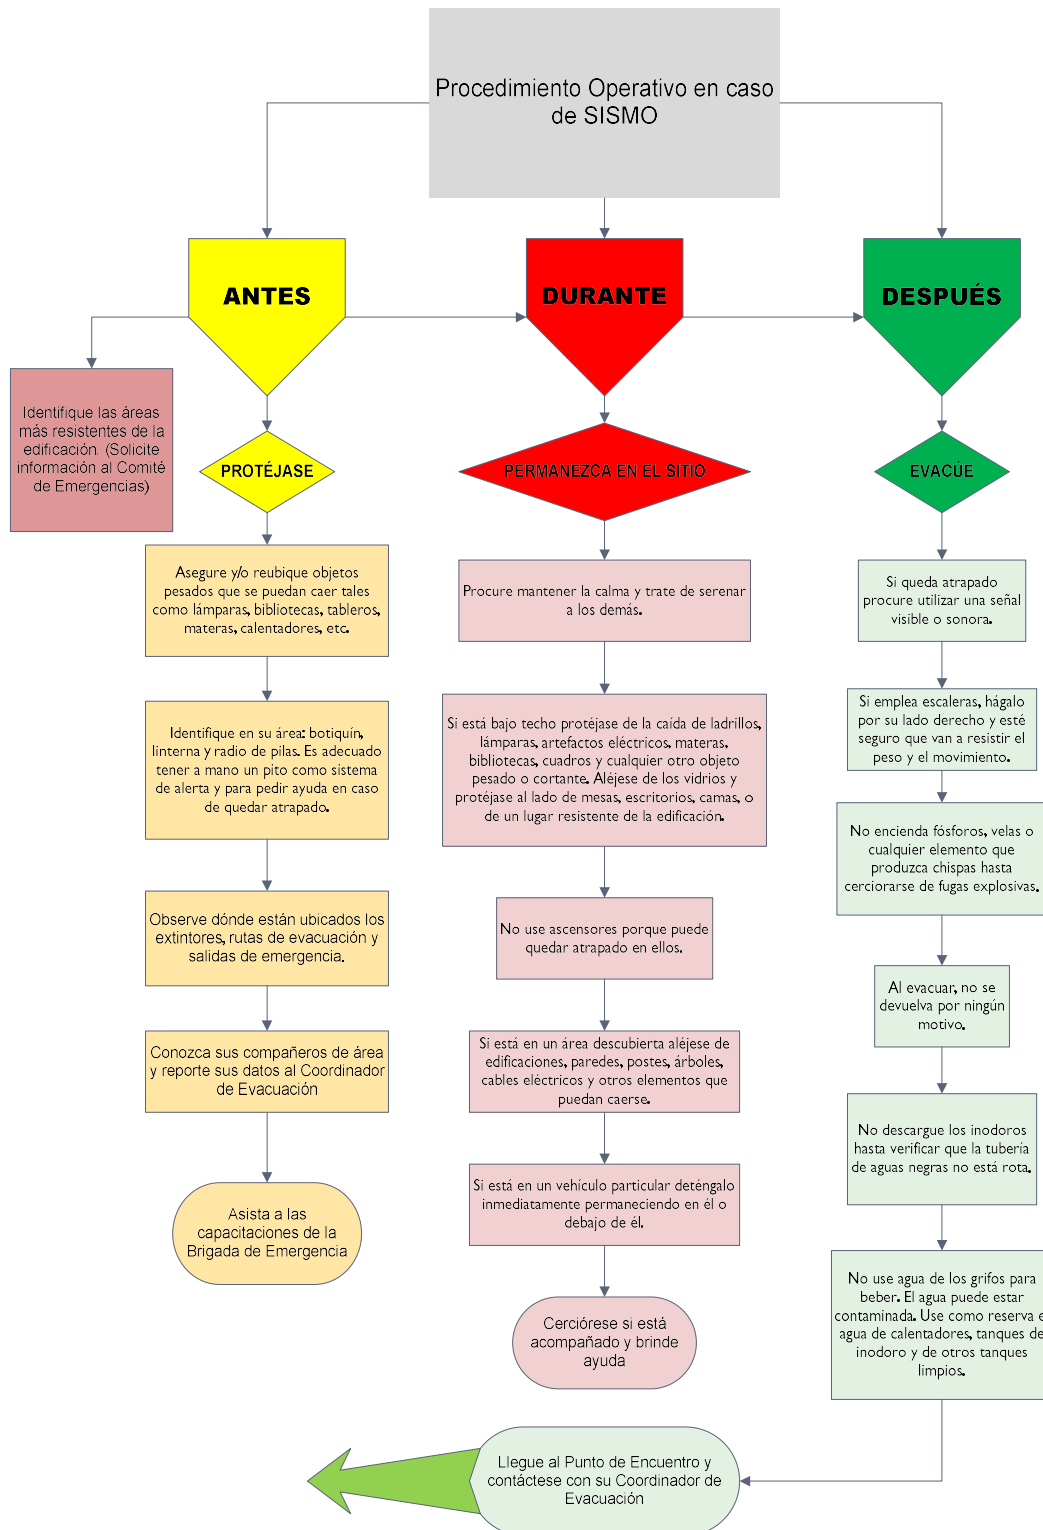 Procedimiento Operativo en caso
de SISMO
ANTES
DURANTE
DESPUÉS
Identifique las áreas
más resistentes de la
edificación. (Solicite
información al Comité
de Emergencias)
PROTÉJASE
PERMANEZCA EN EL SITIO
EVACÚE
Asegure y/o reubique objetos
pesados que se puedan caer tales
como lámparas, bibliotecas, tableros,
materas, calentadores, etc.
Identifique en su área: botiquín,
linterna y radio de pilas. Es adecuado
tener a mano un pito como sistema
de alerta y para pedir ayuda en caso
de quedar atrapado.
Observe dónde están ubicados los
extintores, rutas de evacuación y
salidas de emergencia.
Conozca sus compañeros de área
y reporte sus datos al Coordinador
de Evacuación
Asista a las
capacitaciones de la
Brigada de Emergencia
Procure mantener la calma y trate de serenar
a los demás.
Si está bajo techo protéjase de la caída de ladrillos,
lámparas, artefactos eléctricos, materas,
bibliotecas, cuadros y cualquier otro objeto
pesado o cortante. Aléjese de los vidrios y
protéjase al lado de mesas, escritorios, camas, o
de un lugar resistente de la edificación.
No use ascensores porque puede
quedar atrapado en ellos.
Si está en un área descubierta aléjese de
edificaciones, paredes, postes, árboles,
cables eléctricos y otros elementos que
puedan caerse.
Si está en un vehículo particular deténgalo
inmediatamente permaneciendo en él o
debajo de él.
Cerciórese si está
acompañado y brinde
ayuda
Si queda atrapado
procure utilizar una señal
visible o sonora.
Si emplea escaleras, hágalo
por su lado derecho y esté
seguro que van a resistir el
peso y el movimiento.
No encienda fósforos, velas o
cualquier elemento que
produzca chispas hasta
cerciorarse de fugas explosivas.
Al evacuar, no se
devuelva por ningún
motivo.
No descargue los inodoros
hasta verificar que la tubería
de aguas negras no está rota.
No use agua de los grifos para
beber. El agua puede estar
contaminada. Use como reserva e
agua de calentadores, tanques de
inodoro y de otros tanques
limpios.
Llegue al Punto de Encuentro y
contáctese con su Coordinador de
Evacuación